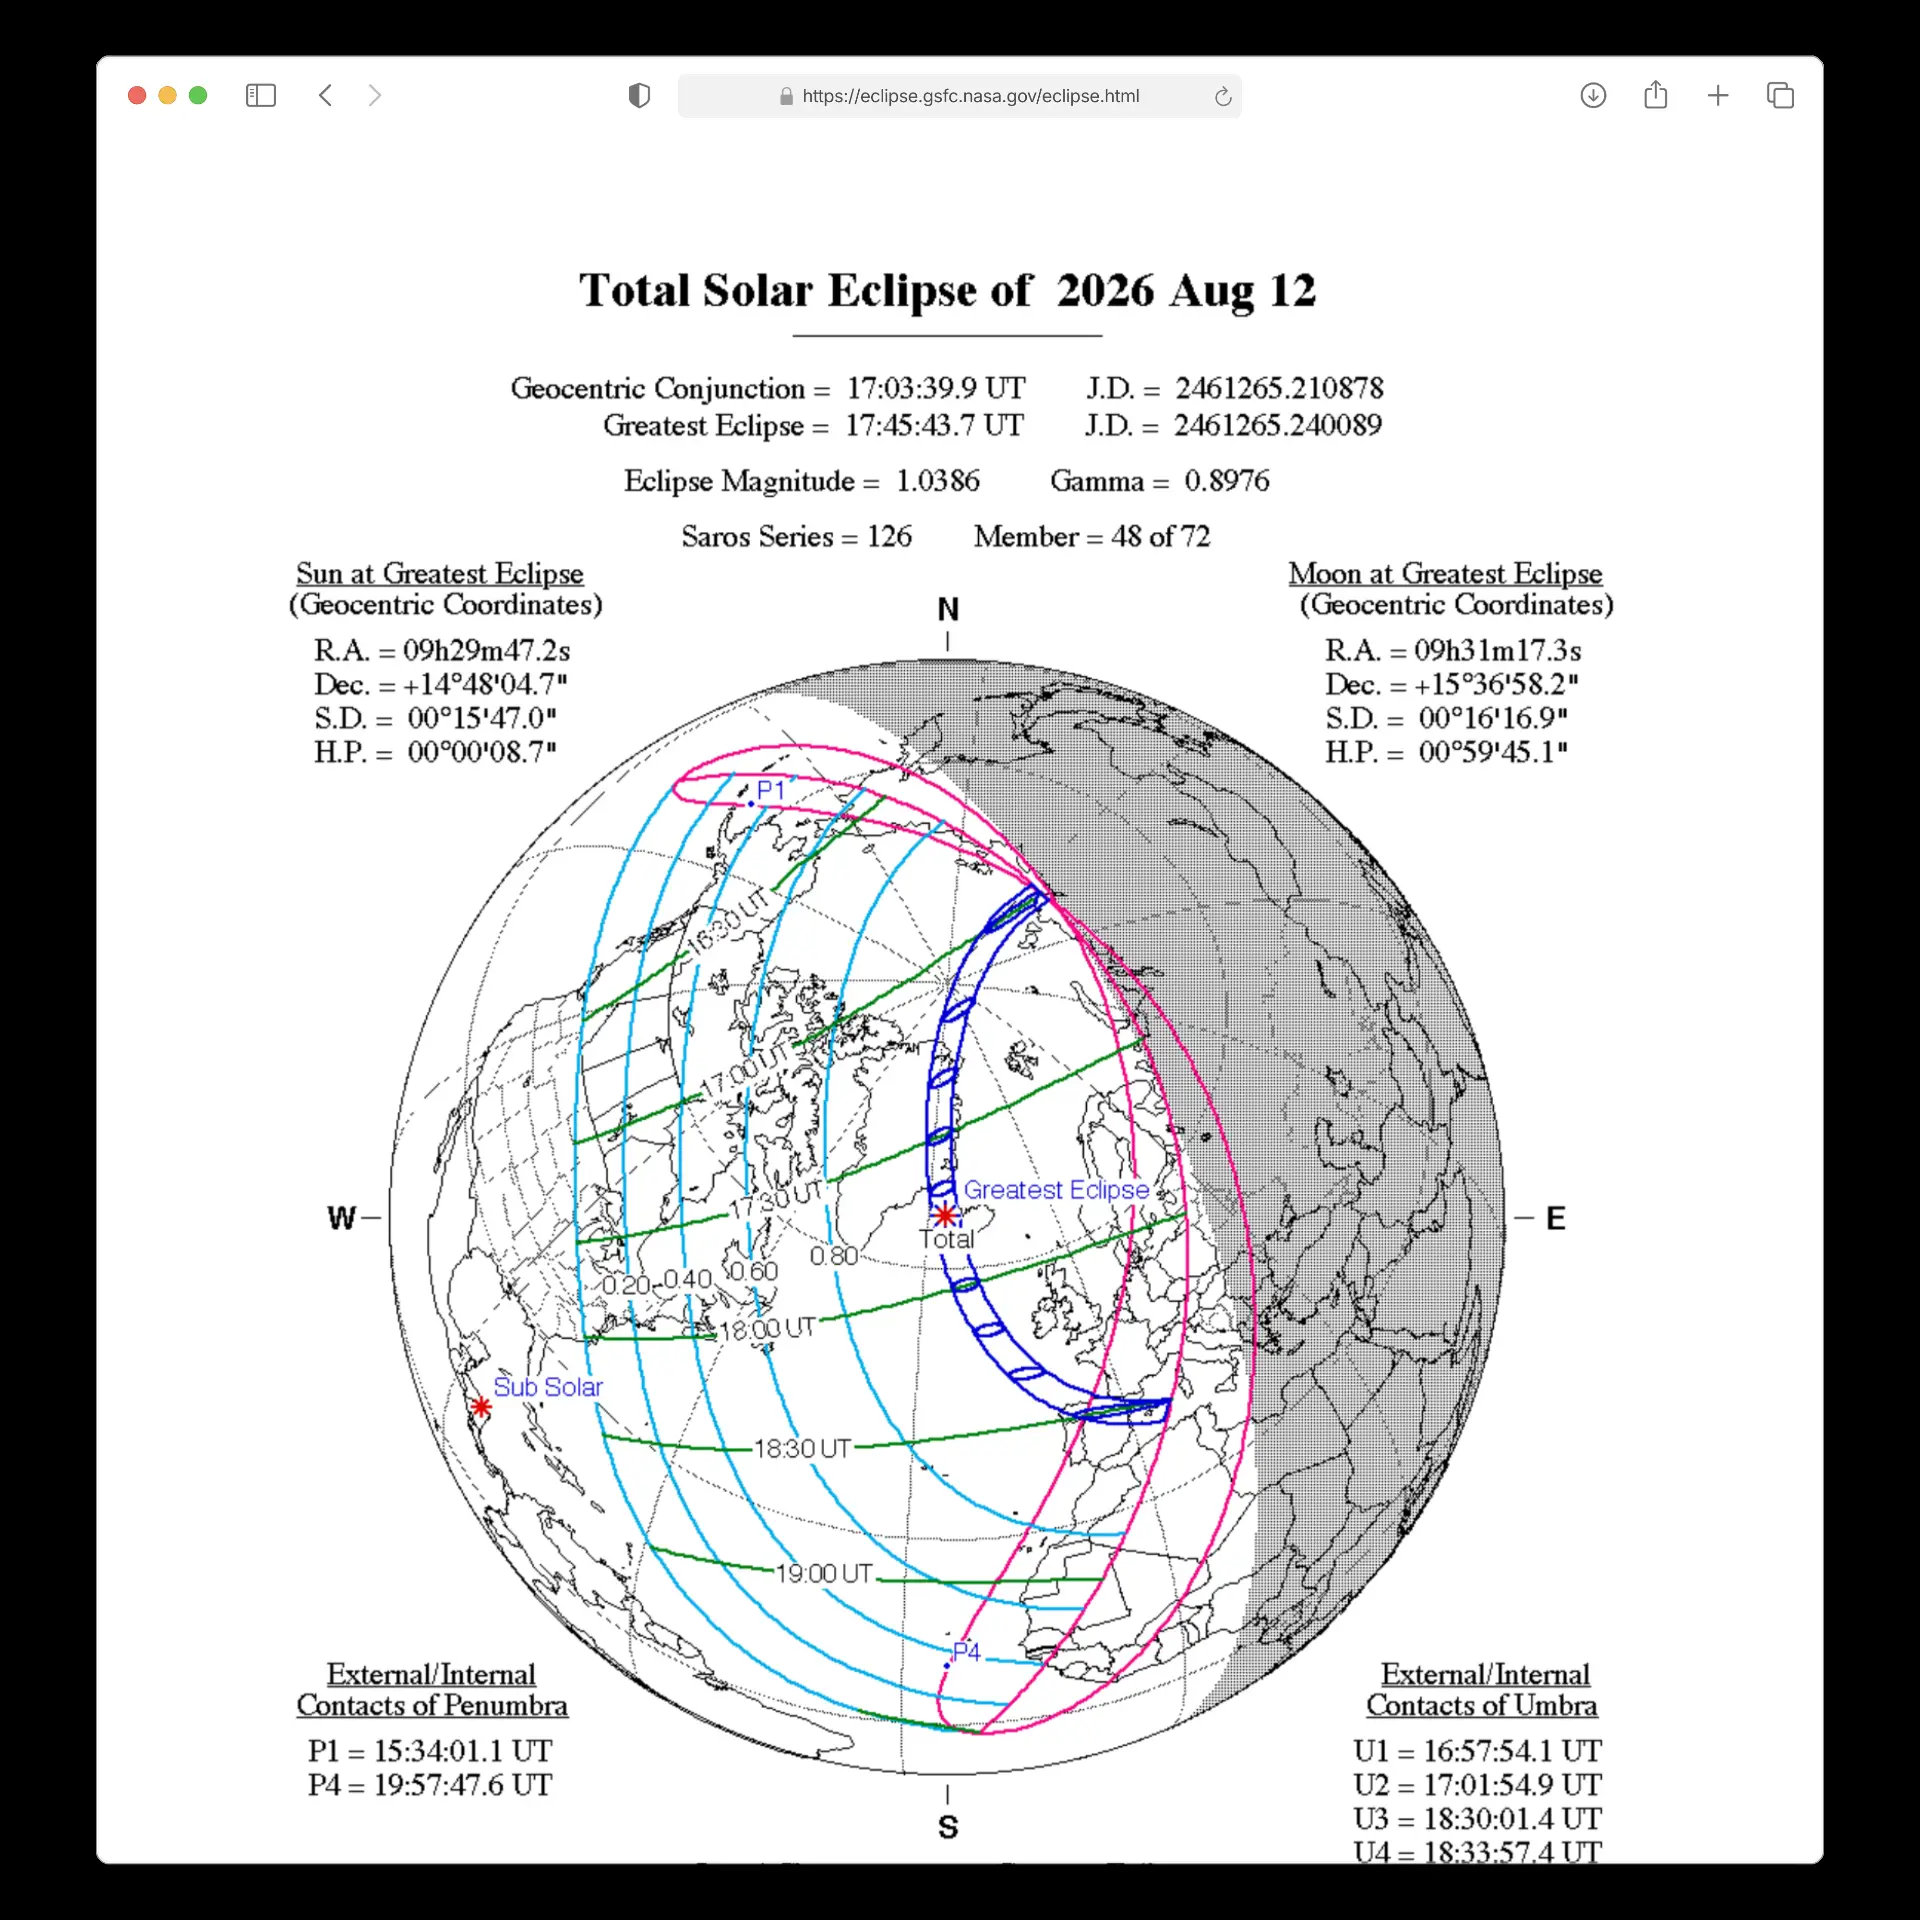 https://eclipse.gsfc.nasa.gov/eclipse.html
Total Solar Eclipse of 2026 Aug 12
Geocentric Conjunction = 17:03:39.9 UT J.D. = 2461265.210878
Greatest Eclipse = 17:45:43.7 UT J.D. = 2461265.240089
Eclipse Magnitude = 1.0386 Gamma = 0.8976
Saros Series = 126 Member = 48 of 72
Sun at Greatest Eclipse
(Geocentric Coordinates)
R.A. = 09h29m47.2s
Dec. = +14°48'04.7"
S.D. = 00°15'47.0"
H.P. = 00°00'08.7"
Moon at Greatest Eclipse
(Geocentric Coordinates)
R.A. = 09h31m17.3s
Dec. = +15°36'58.2"
S.D. = 00°16'16.9"
H.P. = 00°59'45.1"
N
P1
16:30 UT
17:00 UT
Greatest Eclipse
17:30 UT
W
E
Total
0.20
0.40
0.60
0.80
18:00 UT
Sub Solar
18:30 UT
19:00 UT
P4
External/Internal
Contacts of Penumbra
P1 = 15:34:01.1 UT
P4 = 19:57:47.6 UT
External/Internal
Contacts of Umbra
U1 = 16:57:54.1 UT
U2 = 17:01:54.9 UT
U3 = 18:30:01.4 UT
U4 = 18:33:57.4 UT
S